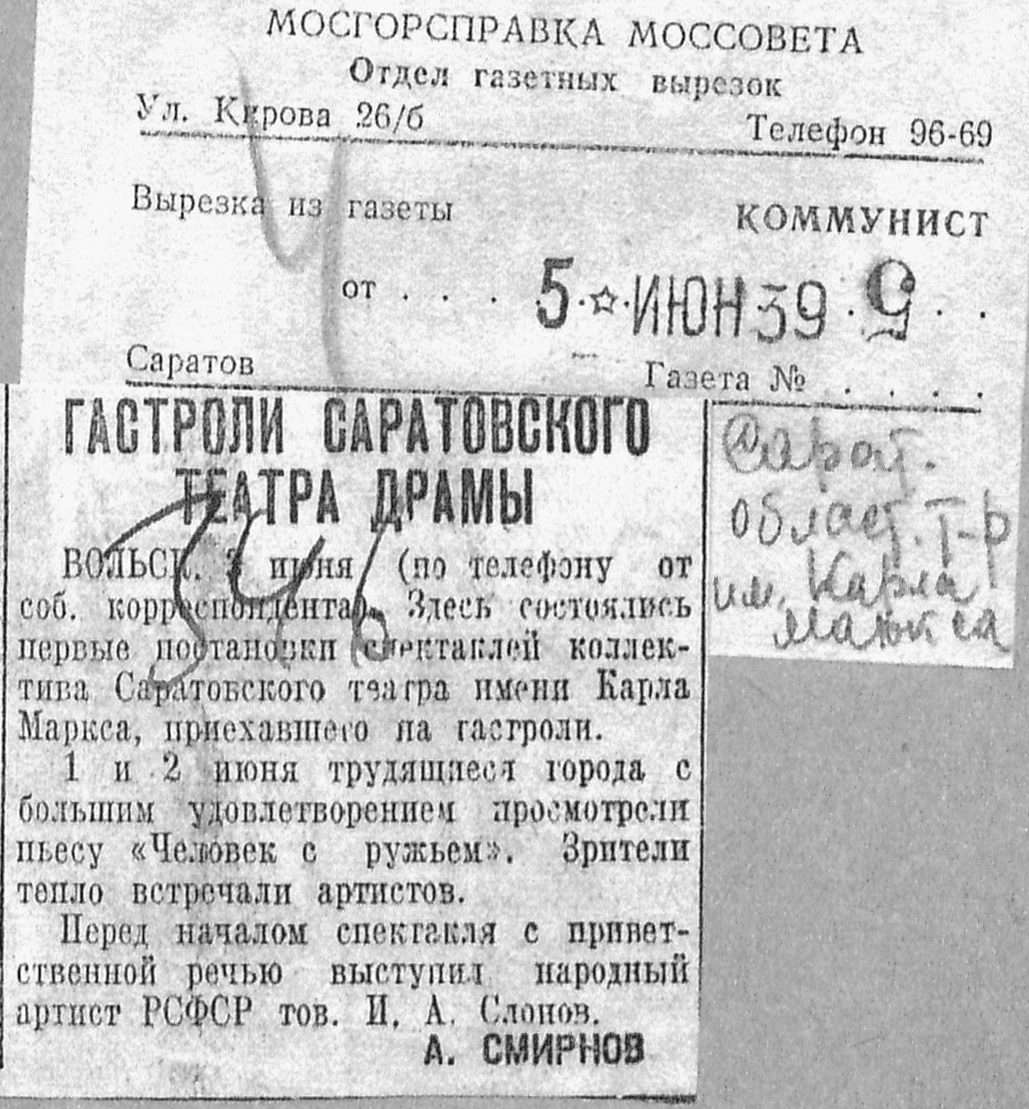 МОСГОРСПРАВКА МОССОВЕТА
Отдел газетных вырезок
Ул. Кирова 26/б Телефон 96-69
Вырезка из газеты КОММУНИСТ
от . . . 5 ☆ ИЮН 39 . 9 . .
Саратов Газета № . . . .
ГАСТРОЛИ САРАТОВСКОГО
ТЕАТРА ДРАМЫ
ВОЛЬСК. июня (по телефону от
соб. корреспондента). Здесь состоялись
первые постановки спектаклей коллек-
тива Саратовского театра имени Карла
Маркса, приехавшего на гастроли.
1 и 2 июня трудящиеся города с
большим удовлетворением просмотрели
пьесу «Человек с ружьем». Зрители
тепло встречали артистов.
Перед началом спектакля с привет-
ственной речью выступил народный
артист РСФСР тов. И. А. Слонов.
А. СМИРНОВ
Сарат.
област. т-р
им. Карла
Маркса